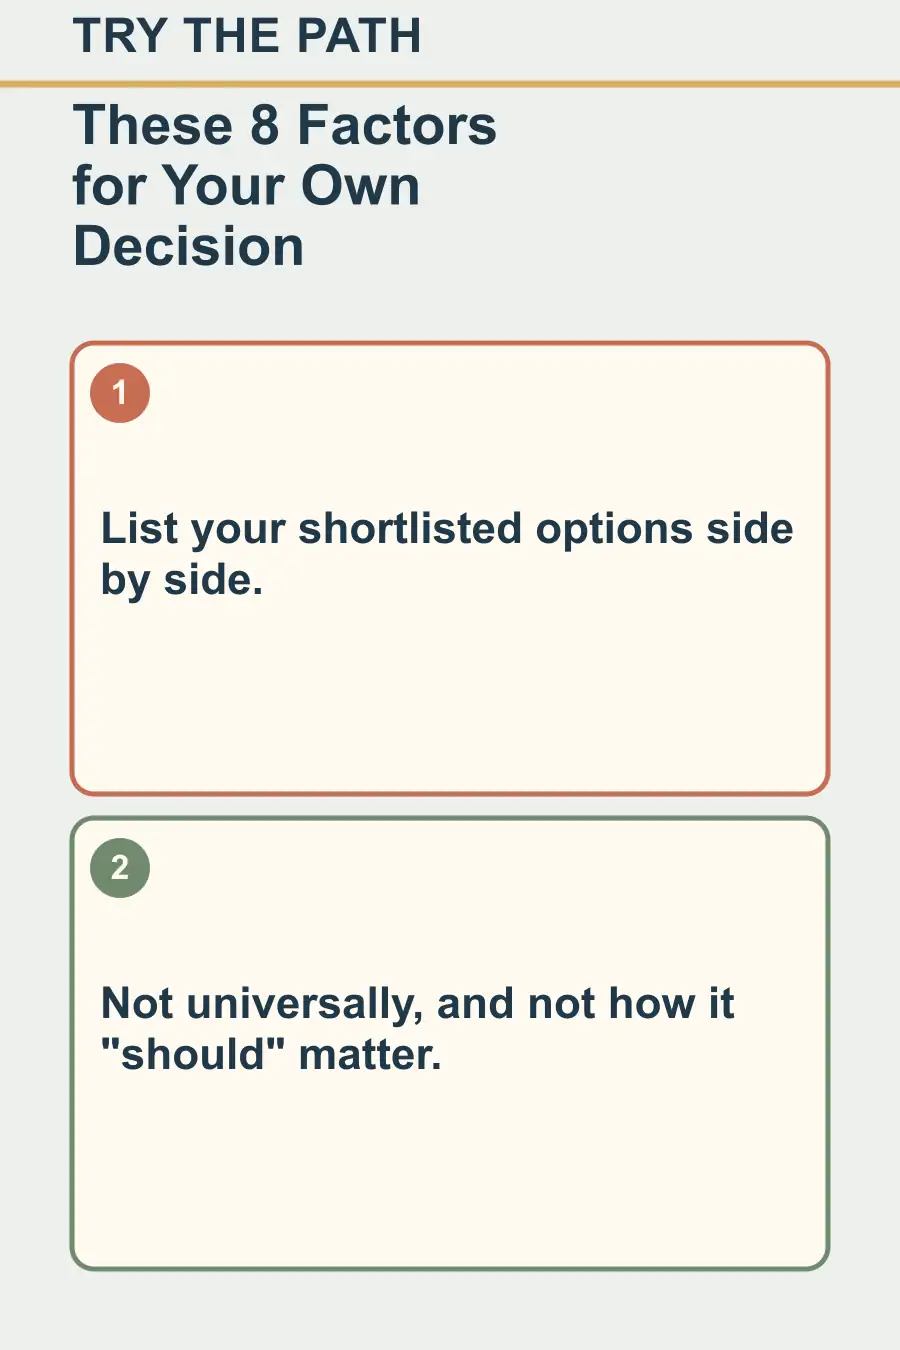 TRY THE PATH
These 8 Factors
for Your Own
Decision
1
List your shortlisted options side
by side.
2
Not universally, and not how it
"should" matter.